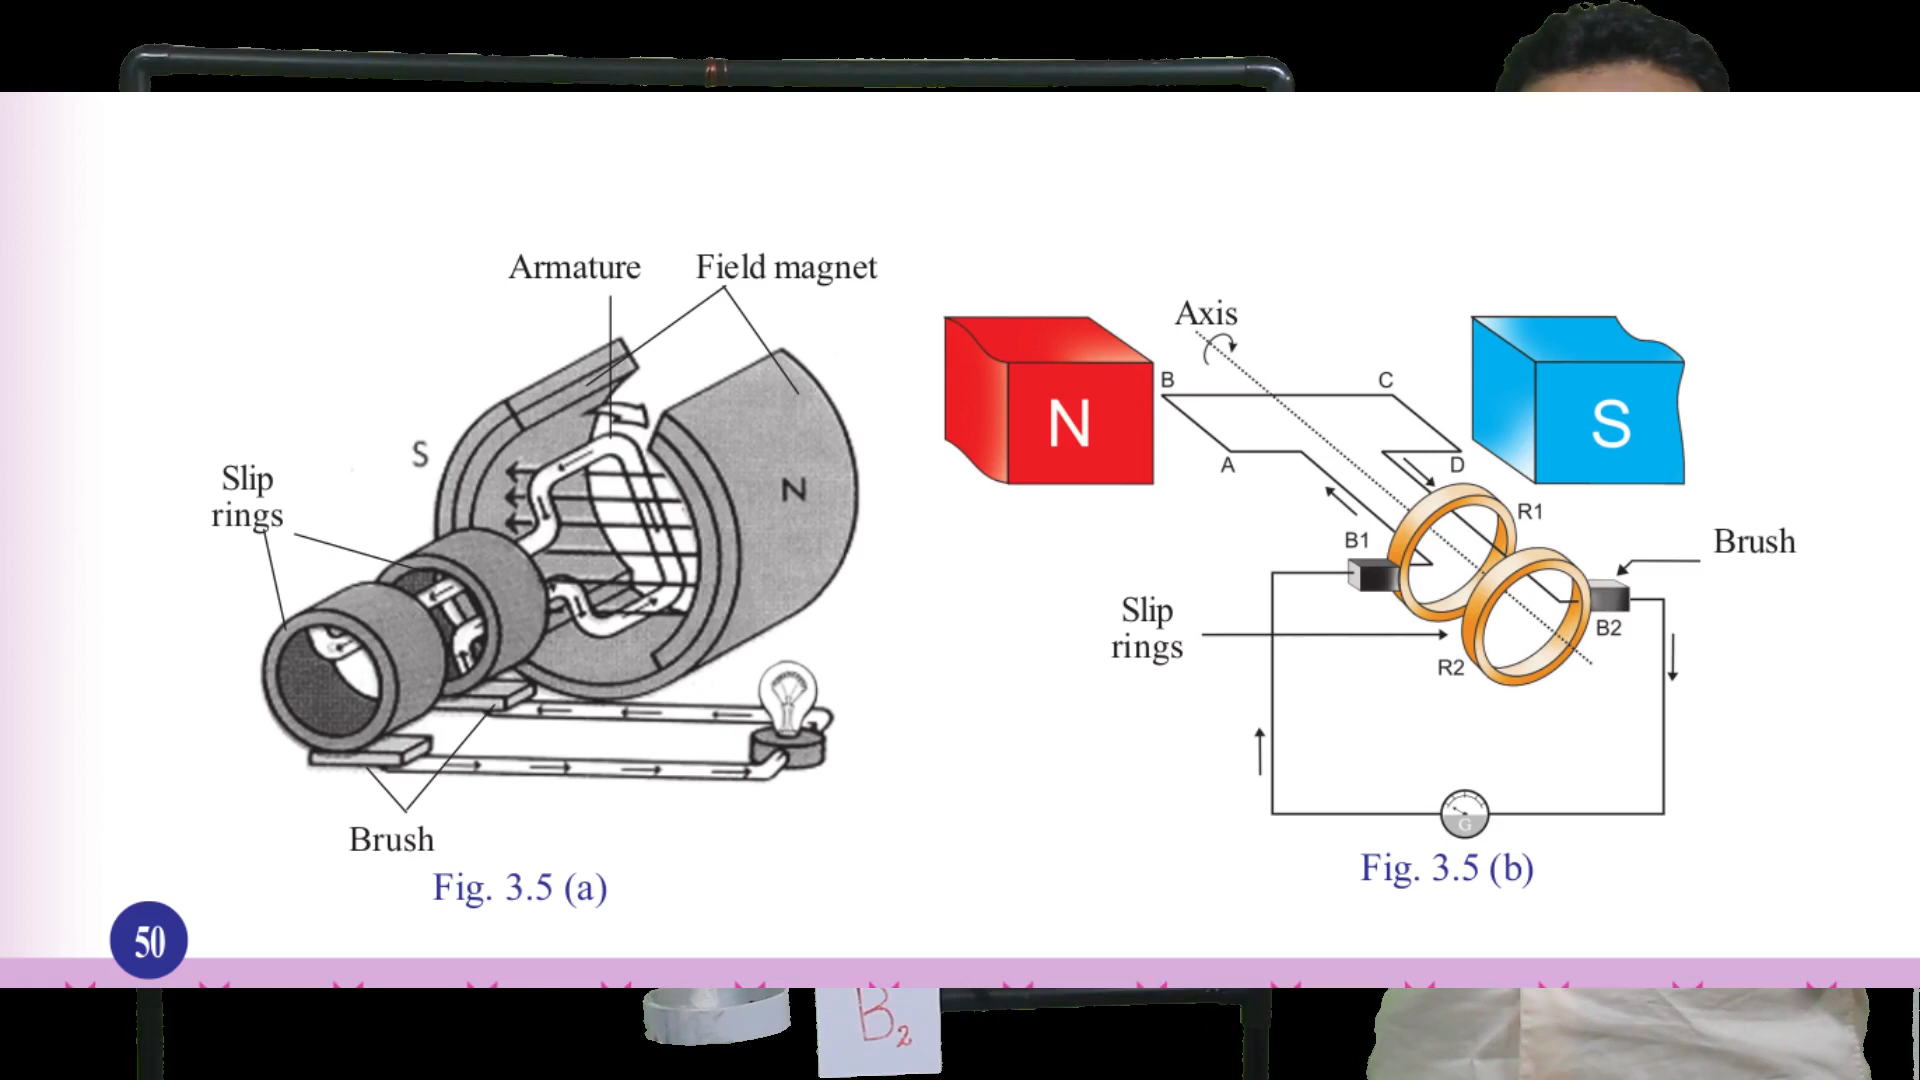 Armature
Field magnet
S
N
Slip
rings
Brush
Fig. 3.5 (a)
Axis
N
S
B
C
A
D
R1
B1
Brush
Slip
rings
B2
R2
G
Fig. 3.5 (b)
50
B2